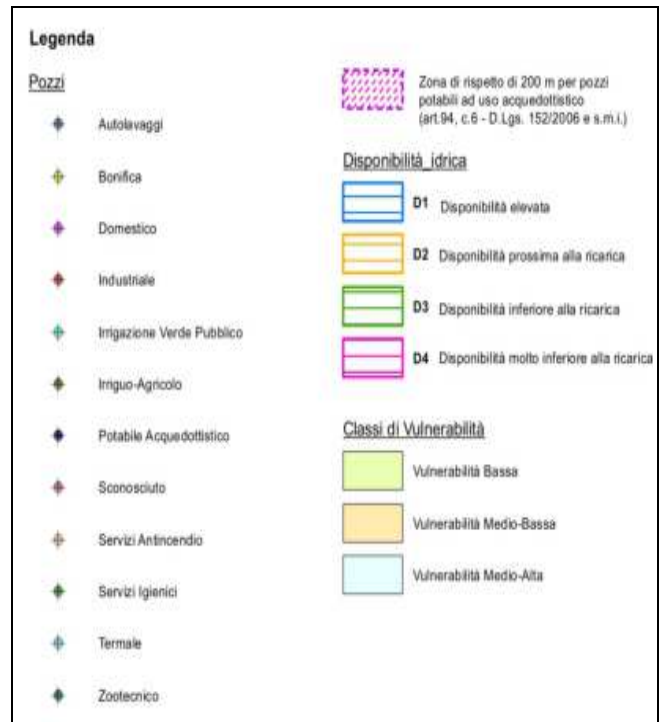 Legenda
Pozzi
Autolavaggi
Bonifica
Domestico
Industriale
Irrigazione Verde Pubblico
Irriguo-Agricolo
Potabile Acquedottistico
Sconosciuto
Servizi Antincendio
Servizi Igienici
Termale
Zootecnico
Zona di rispetto di 200 m per pozzi
potabili ad uso acquedottistico
(art.94, c.6 - D.Lgs. 152/2006 e s.m.i.)
Disponibilità_idrica
D1 Disponibilità elevata
D2 Disponibilità prossima alla ricarica
D3 Disponibilità inferiore alla ricarica
D4 Disponibilità molto inferiore alla ricarica
Classi di Vulnerabilità
Vulnerabilità Bassa
Vulnerabilità Medio-Bassa
Vulnerabilità Medio-Alta